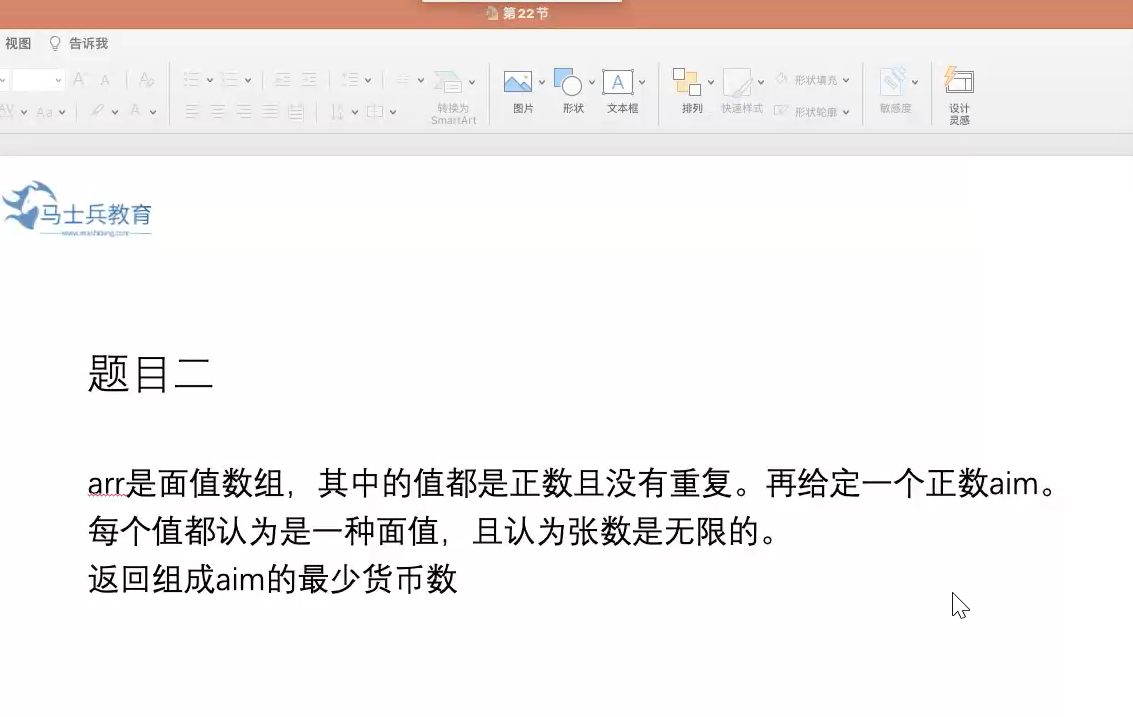 第22节
视图 告诉我
Aa
A
转换为
SmartArt
图片
形状
A
文本框
排列
快速样式
形状填充
形状轮廓
敏感度
设计
灵感
马士兵教育
www.mashibing.com
题目二
arr是面值数组，其中的值都是正数且没有重复。再给定一个正数aim。
每个值都认为是一种面值，且认为张数是无限的。
返回组成aim的最少货币数